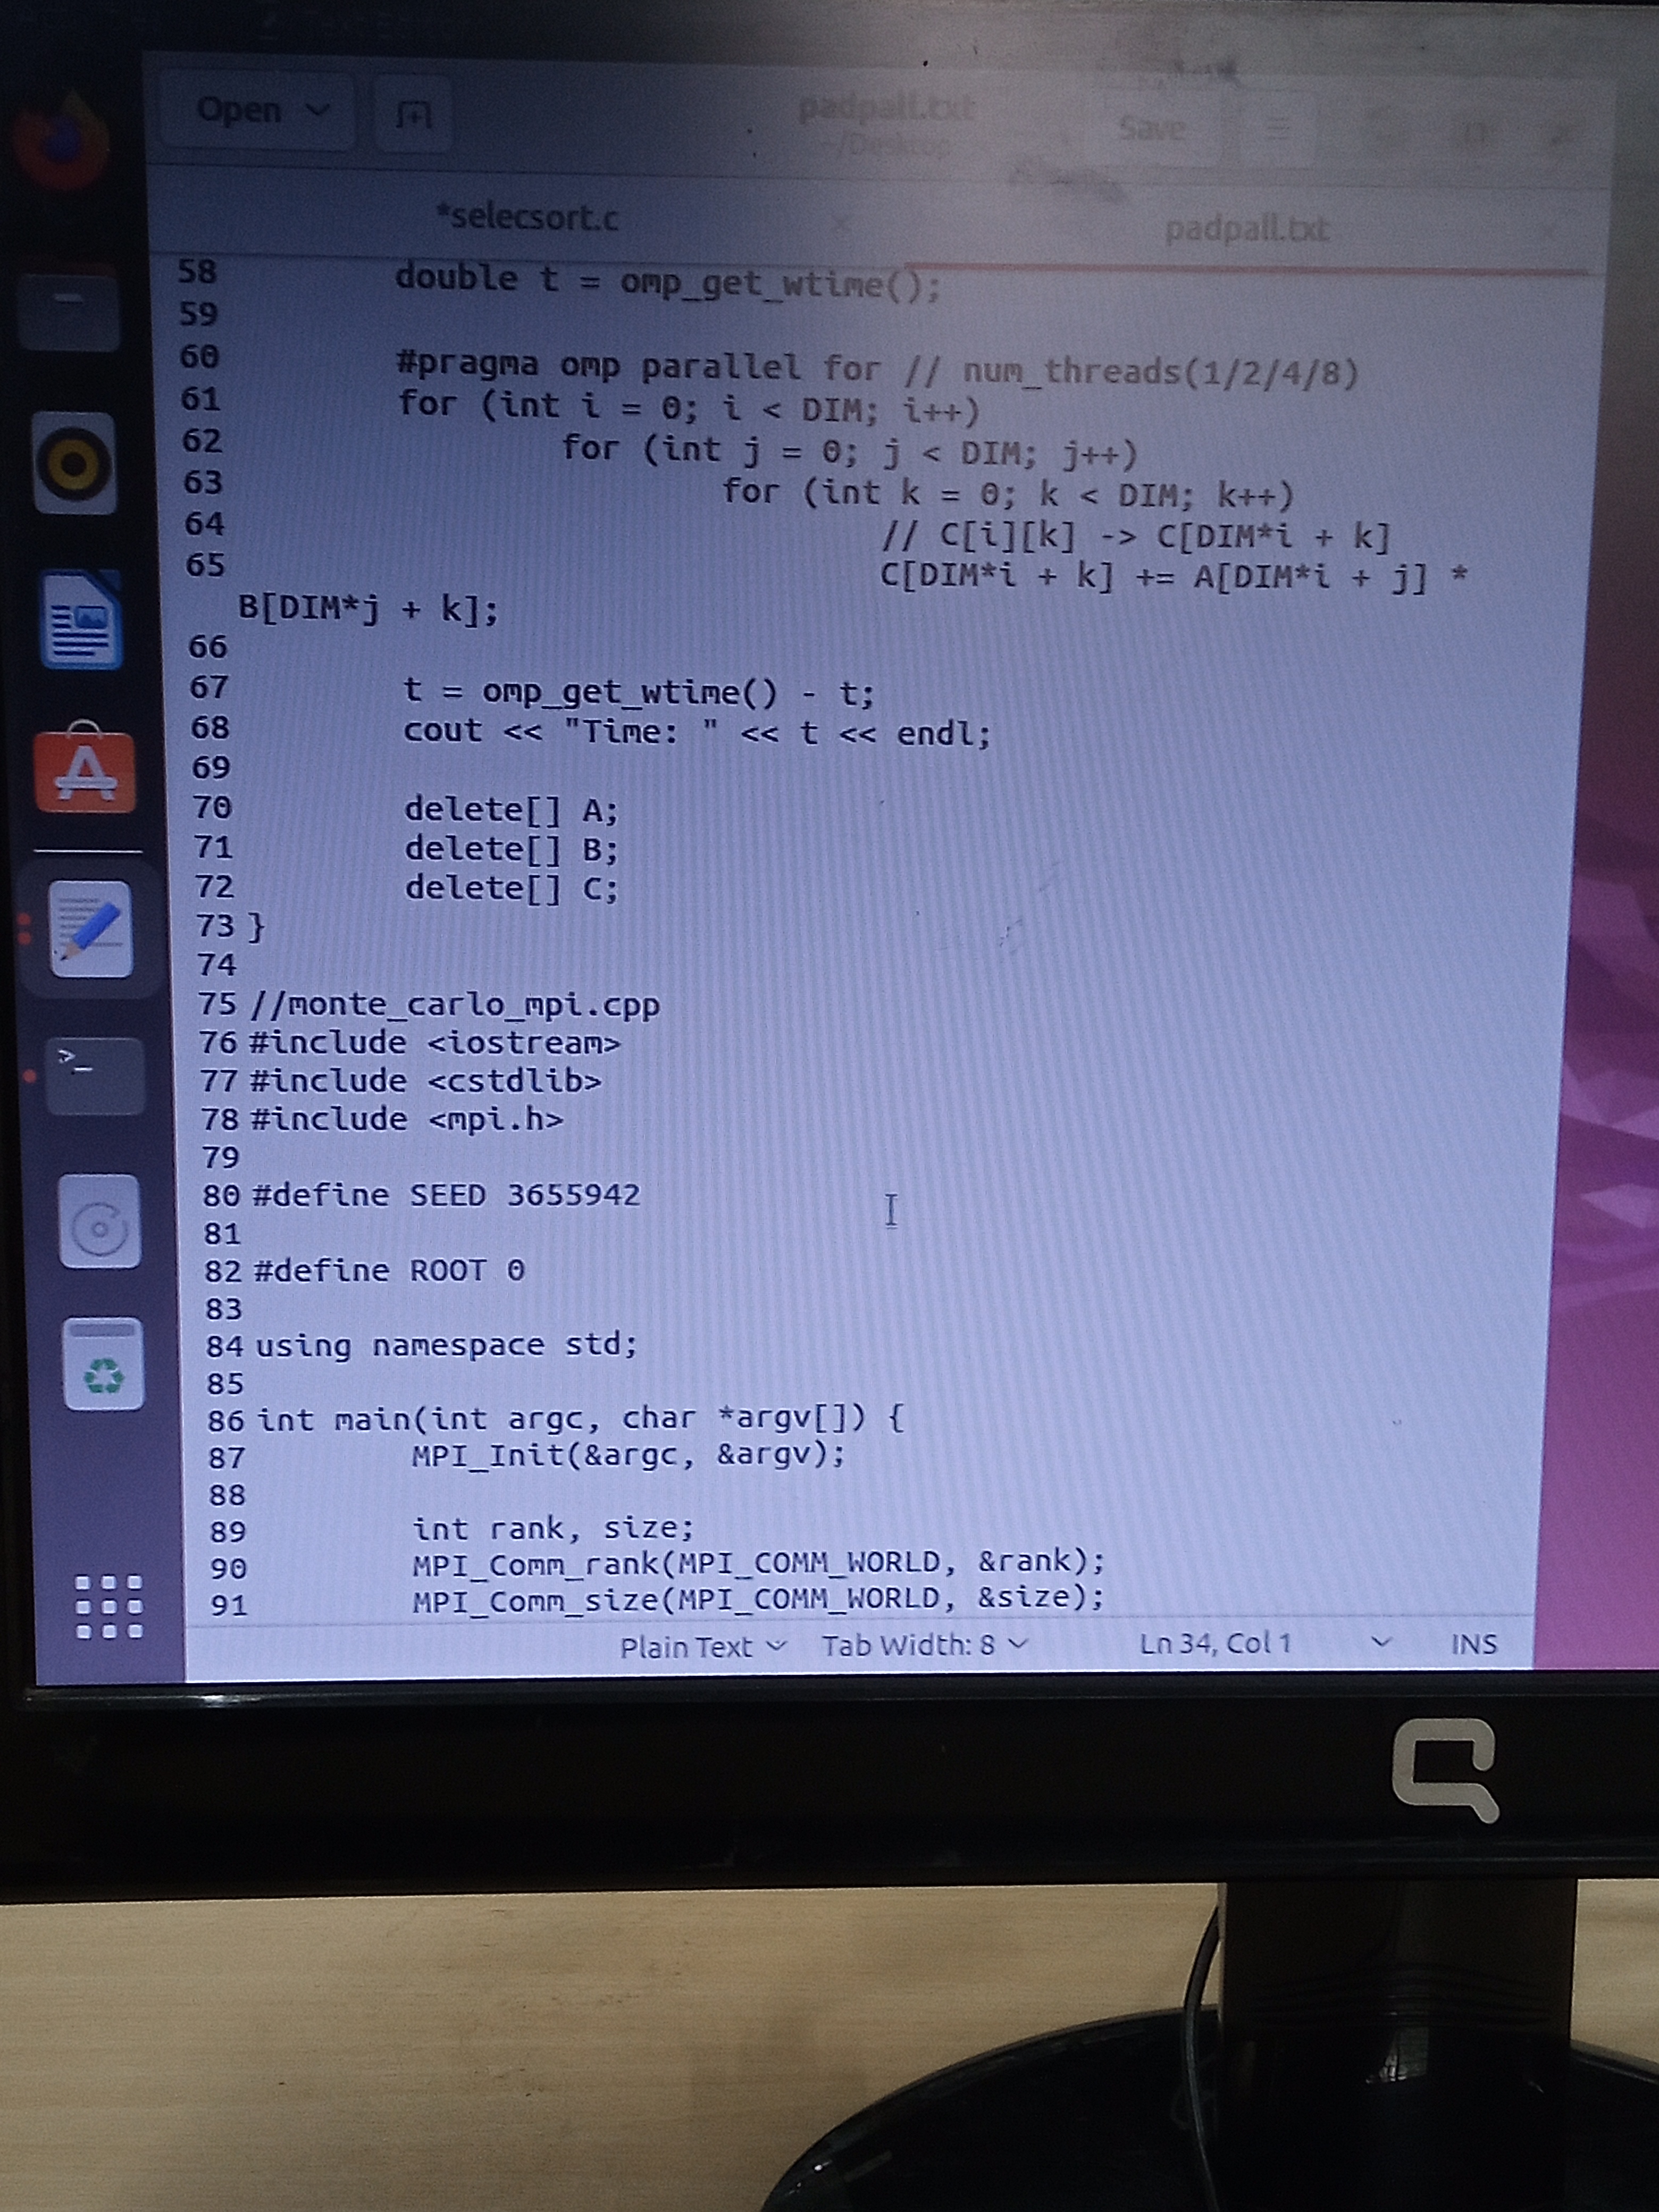 Open
padpall.txt
~/Desktop
Save
*selecsort.c
padpall.txt
58 double t = omp_get_wtime();
59
60 #pragma omp parallel for // num_threads(1/2/4/8)
61 for (int i = 0; i < DIM; i++)
62 for (int j = 0; j < DIM; j++)
63 for (int k = 0; k < DIM; k++)
64 // C[i][k] -> C[DIM*i + k]
65 C[DIM*i + k] += A[DIM*i + j] *
B[DIM*j + k];
66
67 t = omp_get_wtime() - t;
68 cout << "Time: " << t << endl;
69
70 delete[] A;
71 delete[] B;
72 delete[] C;
73 }
74
75 //monte_carlo_mpi.cpp
76 #include <iostream>
77 #include <cstdlib>
78 #include <mpi.h>
79
80 #define SEED 3655942
81
82 #define ROOT 0
83
84 using namespace std;
85
86 int main(int argc, char *argv[]) {
87 MPI_Init(&argc, &argv);
88
89 int rank, size;
90 MPI_Comm_rank(MPI_COMM_WORLD, &rank);
91 MPI_Comm_size(MPI_COMM_WORLD, &size);
Plain Text Tab Width: 8 Ln 34, Col 1 INS